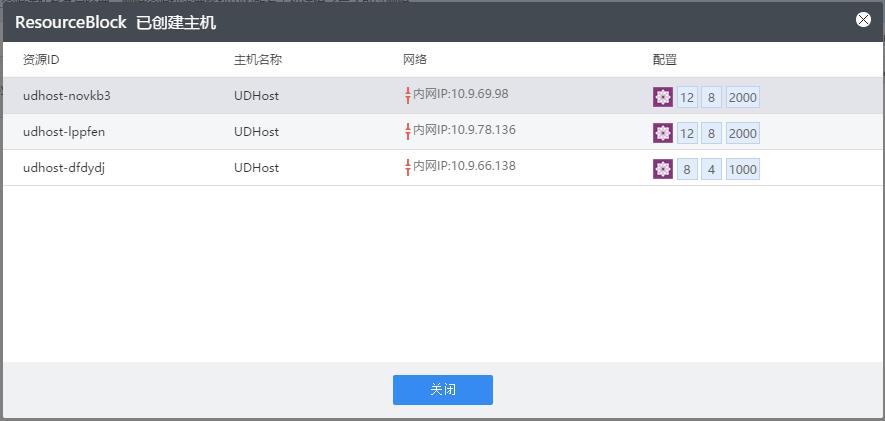 ResourceBlock 已创建主机
资源ID 主机名称 网络 配置
udhost-novkb3 UDHost 内网IP:10.9.69.98 12 8 2000
udhost-lppfen UDHost 内网IP:10.9.78.136 12 8 2000
udhost-dfdydj UDHost 内网IP:10.9.66.138 8 4 1000
关闭